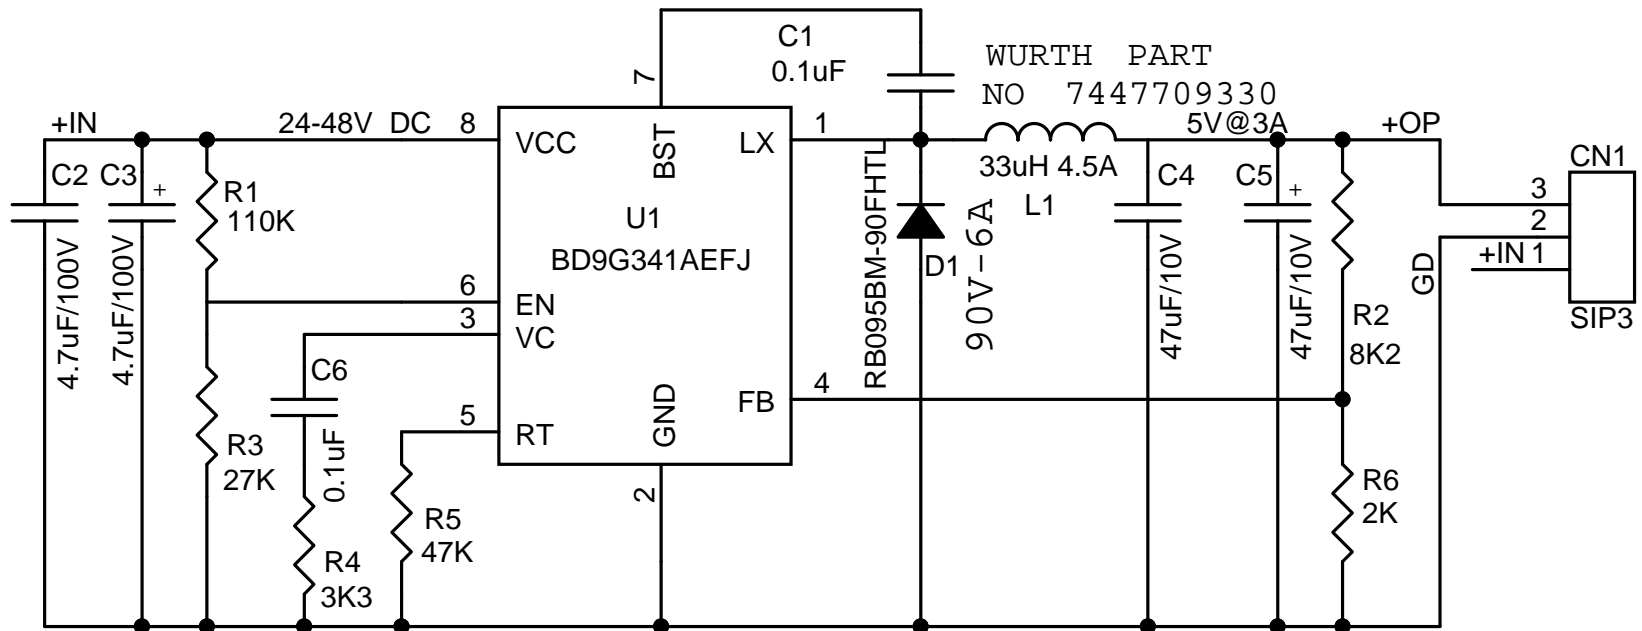 C1
0.1uF
WURTH PART
NO 7447709330
7
+IN
24-48V DC
8
VCC
BST
LX
1
5V@3A
+OP
C2
4.7uF/100V
C3
+
4.7uF/100V
R1
110K
U1
BD9G341AEFJ
RB095BM-90FHTL
D1
90V-6A
33uH 4.5A
L1
C4
47uF/10V
C5
+
47uF/10V
CN1
3
2
+IN 1
GD
SIP3
6
EN
3
VC
R2
8K2
C6
0.1uF
4
FB
GND
5
RT
R3
27K
2
R6
2K
R5
47K
R4
3K3